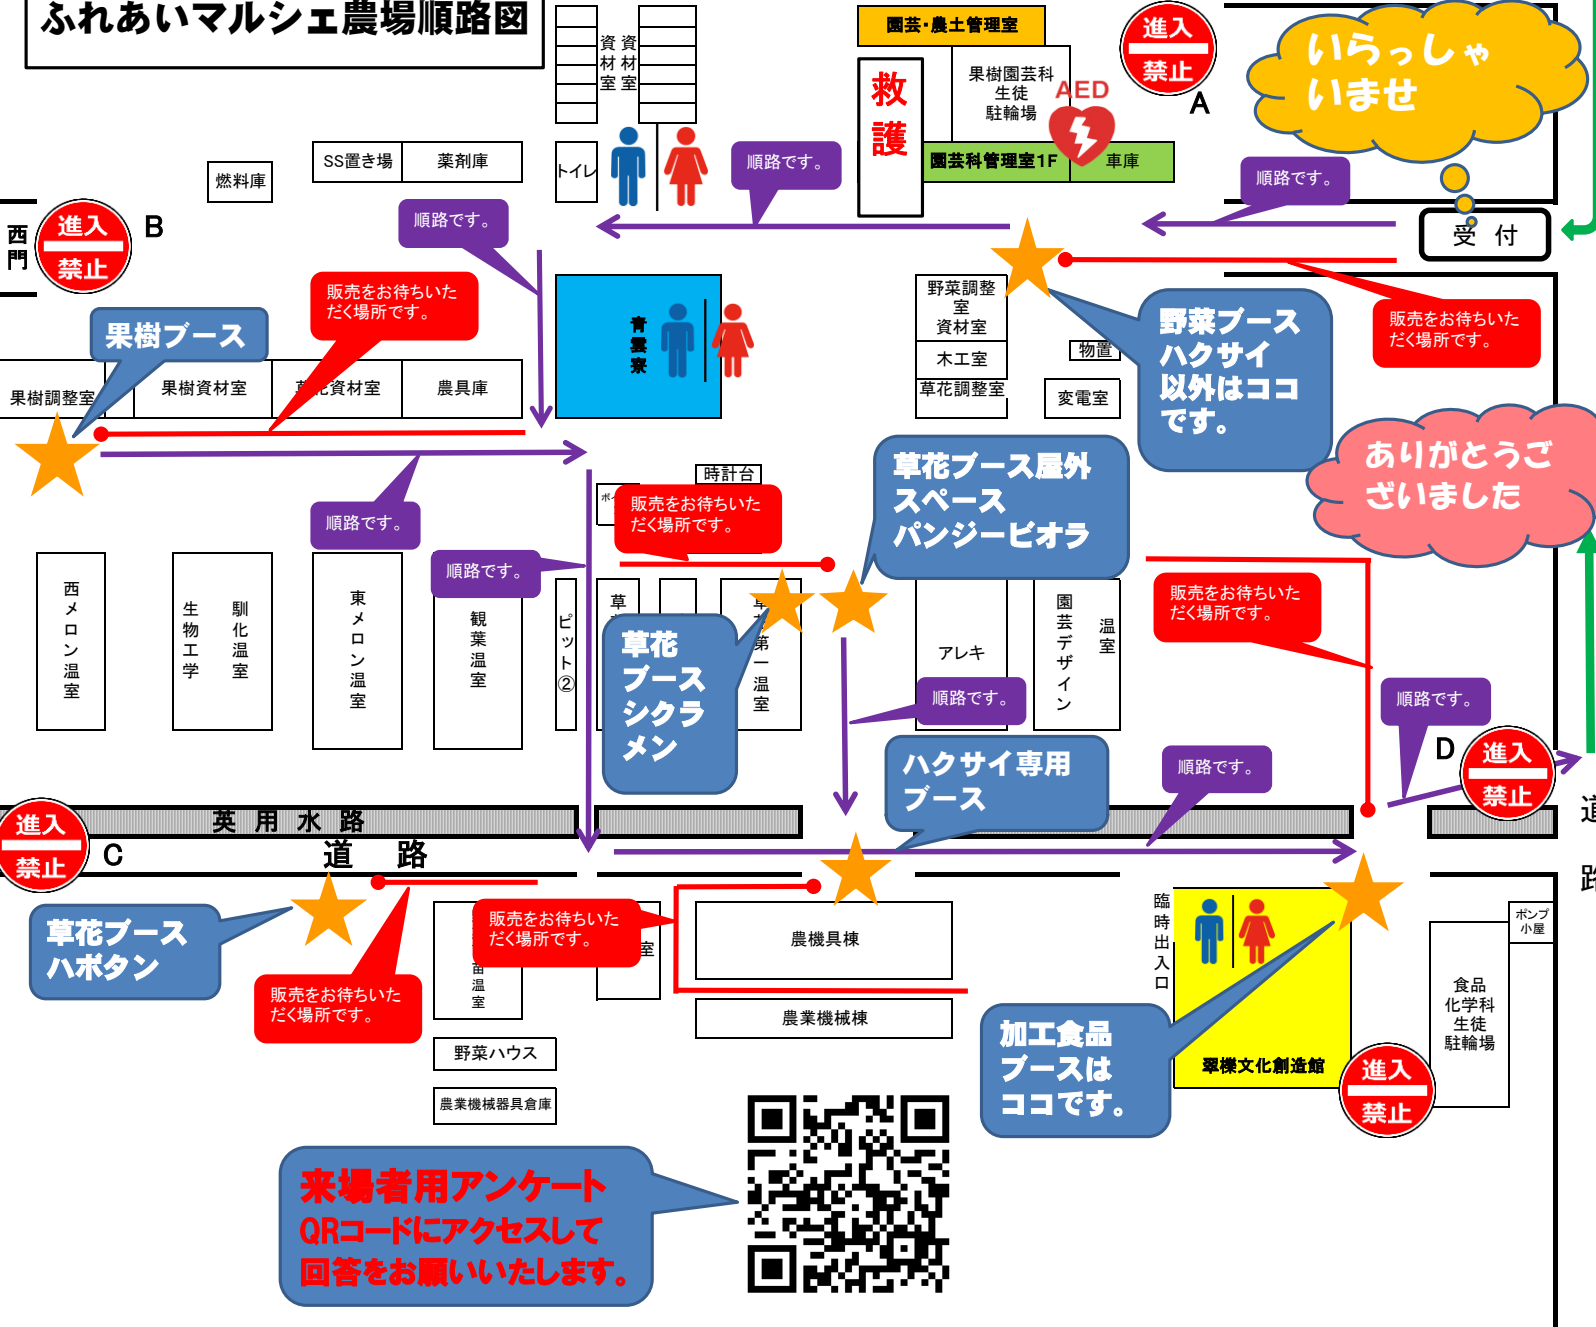 ふれあいマルシェ農場順路図
資材室
資材室
園芸・農土管理室
進入
禁止
A
いらっしゃ
いませ
救護
果樹園芸科
生徒
駐輪場
AED
SS置き場
薬剤庫
トイレ
順路です。
園芸科管理室1F
車庫
順路です。
燃料庫
西門
進入
禁止
B
順路です。
受 付
販売をお待ちいた
だく場所です。
果樹ブース
青雲寮
野菜調整
室
資材室
木工室
草花調整室
物置
変電室
野菜ブース
ハクサイ
以外はココ
です。
販売をお待ちいた
だく場所です。
果樹調整室
果樹資材室
草花資材室
農具庫
ありがとうご
ざいました
時計台
販売をお待ちいた
だく場所です。
草花ブース屋外
スペース
パンジービオラ
順路です。
順路です。
西メロン温室
生物工学
馴化温室
東メロン温室
観葉温室
ピット②
草
草花第一温室
草花
ブース
シクラ
メン
アレキ
園芸デザイン
温室
販売をお待ちいた
だく場所です。
順路です。
順路です。
ハクサイ専用
ブース
順路です。
D
進入
禁止
道
路
英用水路
進入
禁止
C
道 路
草花ブース
ハボタン
販売をお待ちいた
だく場所です。
苗温室
販売をお待ちいた
だく場所です。
室
農機具棟
農業機械棟
野菜ハウス
農業機械器具倉庫
臨時出入口
翠櫟文化創造館
加工食品
ブースは
ココです。
ポンプ
小屋
食品
化学科
生徒
駐輪場
進入
禁止
来場者用アンケート
QRコードにアクセスして
回答をお願いいたします。